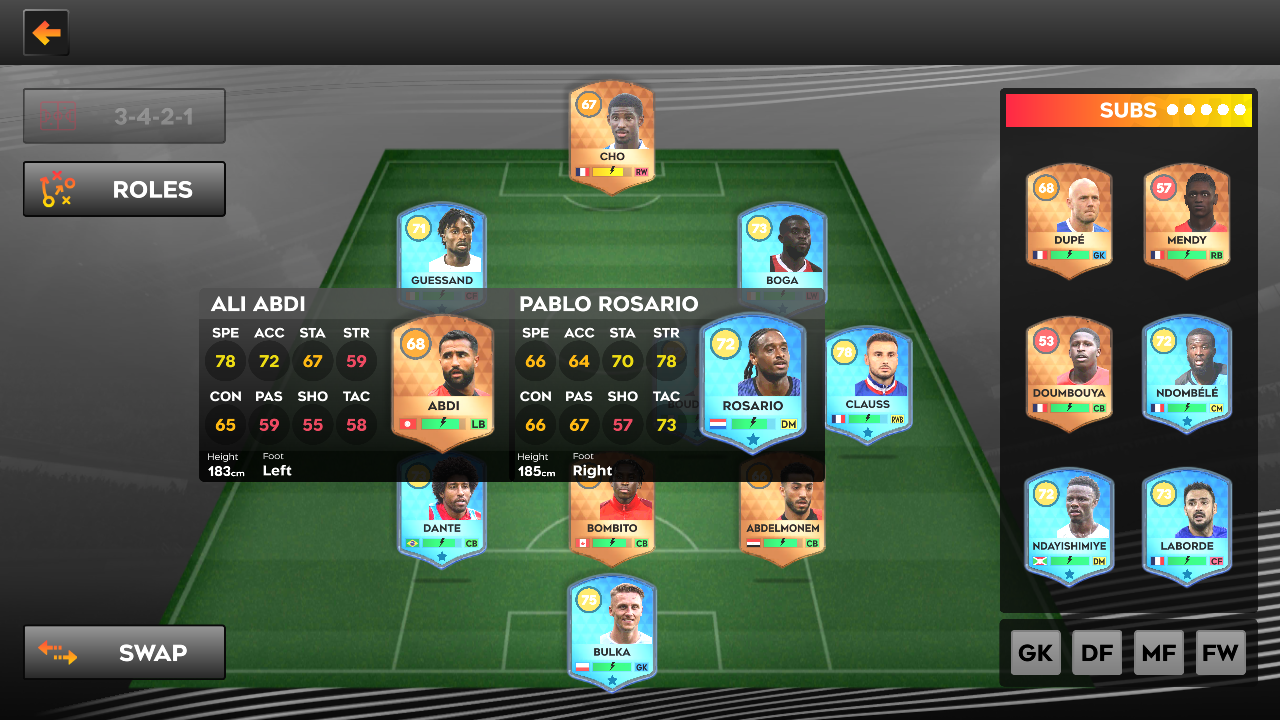 3-4-2-1
ROLES
67
CHO
RW
71
GUESSAND
CF
73
BOGA
LW
ALI ABDI
SPE ACC STA STR
78 72 67 59
CON PAS SHO TAC
65 59 55 58
Height Foot
183cm Left
68
ABDI
LB
PABLO ROSARIO
SPE ACC STA STR
66 64 70 78
CON PAS SHO TAC
66 67 57 73
Height Foot
185cm Right
72
ROSARIO
DM
78
CLAUSS
RWB
DANTE
CB
BOMBITO
CB
ABDELMONEM
CB
75
BULKA
GK
SWAP
SUBS
68
DUPÉ
GK
57
MENDY
RB
53
DOUMBOUYA
CB
72
NDOMBÉLÉ
CM
72
NDAYISHIMIYE
DM
73
LABORDE
CF
GK DF MF FW